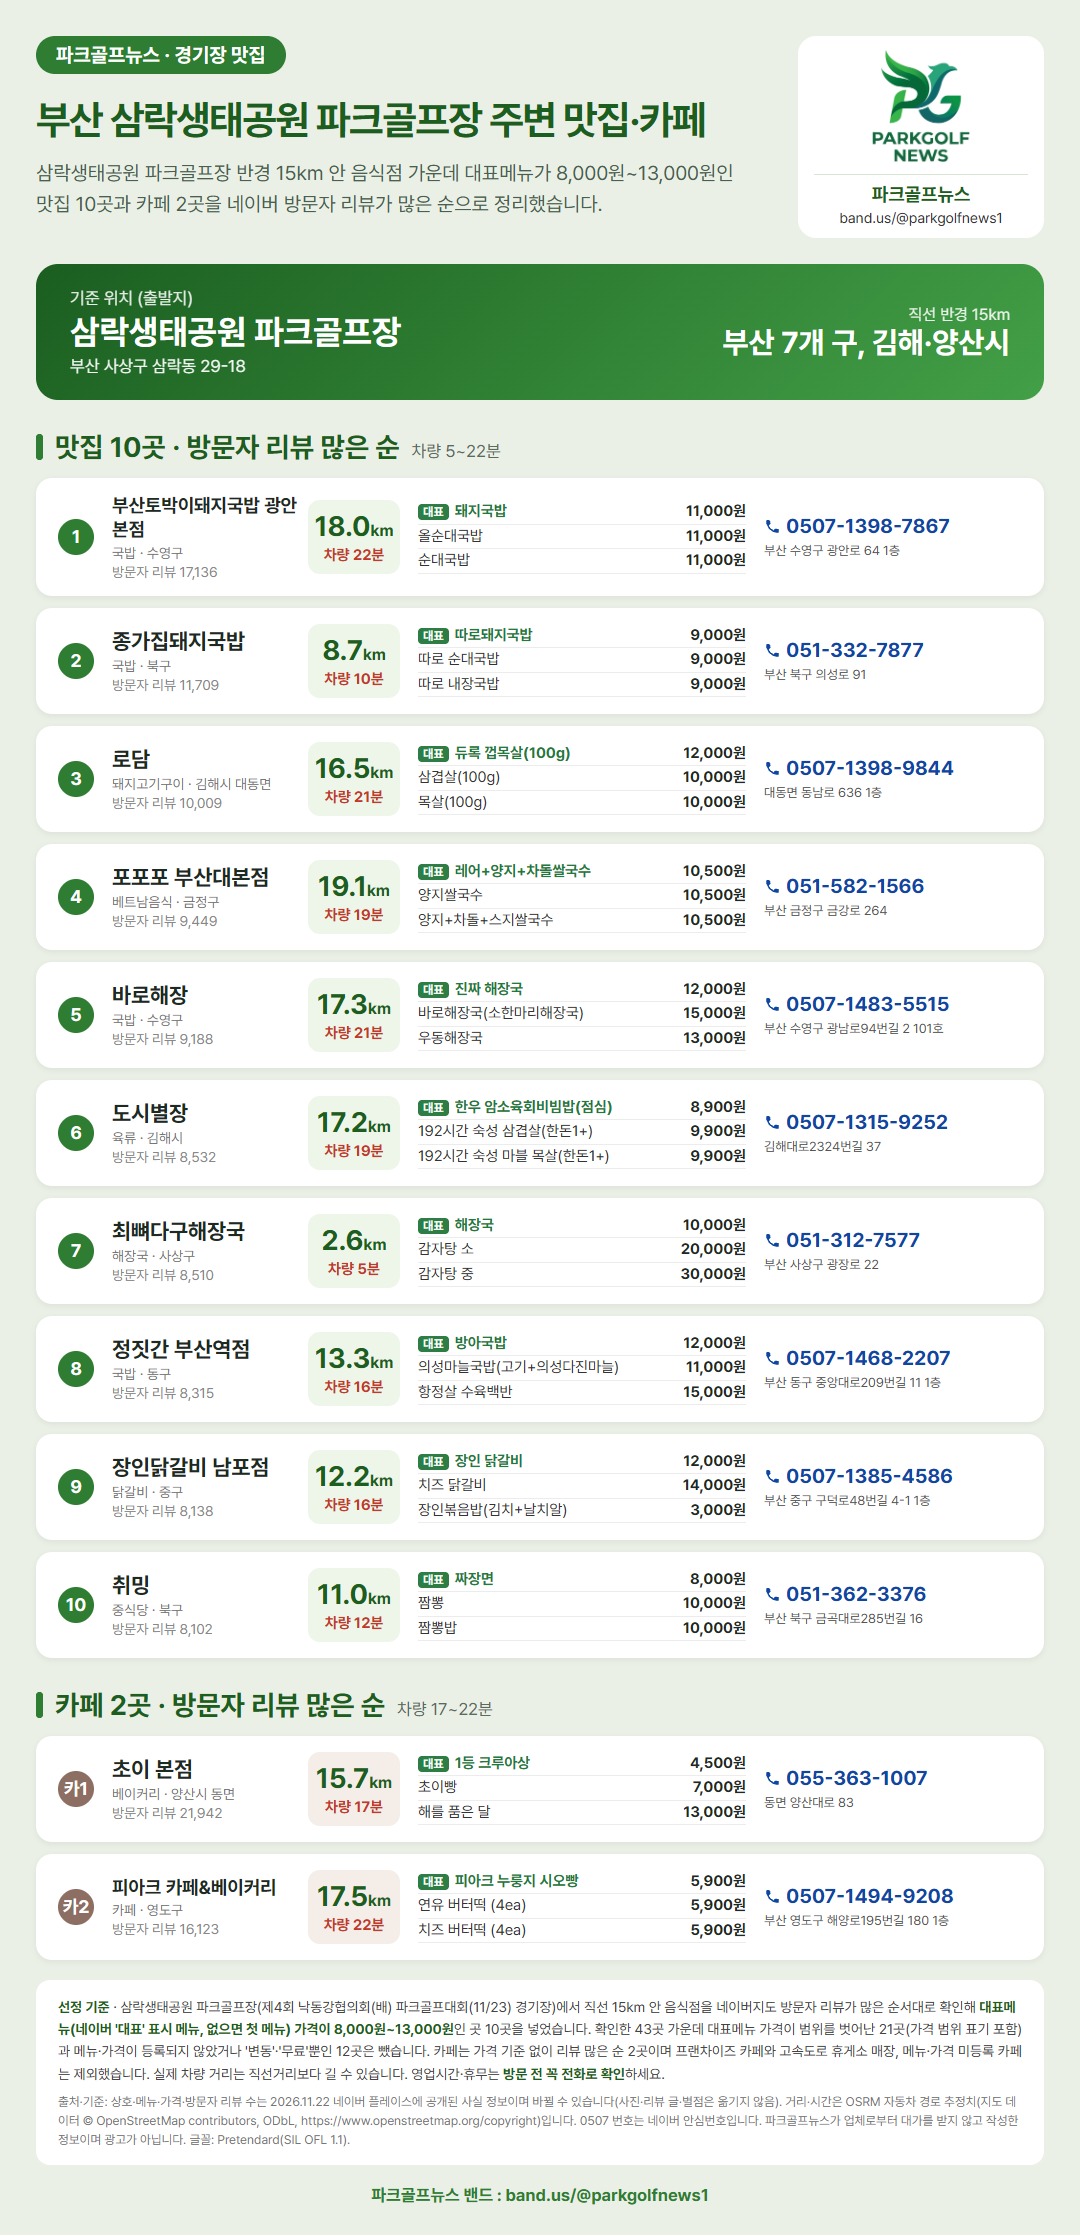 파크골프뉴스 · 경기장 맛집
부산 삼락생태공원 파크골프장 주변 맛집·카페
삼락생태공원 파크골프장 반경 15km 안 음식점 가운데 대표메뉴가 8,000원~13,000원인
맛집 10곳과 카페 2곳을 네이버 방문자 리뷰가 많은 순으로 정리했습니다.
PG
PARKGOLF
NEWS
파크골프뉴스
band.us/@parkgolfnews1
기준 위치 (출발지)
삼락생태공원 파크골프장
부산 사상구 삼락동 29-18
직선 반경 15km
부산 7개 구, 김해·양산시
맛집 10곳 · 방문자 리뷰 많은 순 차량 5~22분
1
부산토박이돼지국밥 광안
본점
국밥 · 수영구
방문자 리뷰 17,136
18.0km
차량 22분
대표 돼지국밥 11,000원
올순대국밥 11,000원
순대국밥 11,000원
0507-1398-7867
부산 수영구 광안로 64 1층
2
종가집돼지국밥
국밥 · 북구
방문자 리뷰 11,709
8.7km
차량 10분
대표 따로돼지국밥 9,000원
따로 순대국밥 9,000원
따로 내장국밥 9,000원
051-332-7877
부산 북구 의성로 91
3
로담
돼지고기구이 · 김해시 대동면
방문자 리뷰 10,009
16.5km
차량 21분
대표 듀록 껍목살(100g) 12,000원
삼겹살(100g) 10,000원
목살(100g) 10,000원
0507-1398-9844
대동면 동남로 636 1층
4
포포포 부산대본점
베트남음식 · 금정구
방문자 리뷰 9,449
19.1km
차량 19분
대표 레어+양지+차돌쌀국수 10,500원
양지쌀국수 10,500원
양지+차돌+스지쌀국수 10,500원
051-582-1566
부산 금정구 금강로 264
5
바로해장
국밥 · 수영구
방문자 리뷰 9,188
17.3km
차량 21분
대표 진짜 해장국 12,000원
바로해장국(소한마리해장국) 15,000원
우동해장국 13,000원
0507-1483-5515
부산 수영구 광남로94번길 2 101호
6
도시별장
육류 · 김해시
방문자 리뷰 8,532
17.2km
차량 19분
대표 한우 암소육회비빔밥(점심) 8,900원
192시간 숙성 삼겹살(한돈1+) 9,900원
192시간 숙성 마블 목살(한돈1+) 9,900원
0507-1315-9252
김해대로2324번길 37
7
최뼈다구해장국
해장국 · 사상구
방문자 리뷰 8,510
2.6km
차량 5분
대표 해장국 10,000원
감자탕 소 20,000원
감자탕 중 30,000원
051-312-7577
부산 사상구 광장로 22
8
정짓간 부산역점
국밥 · 동구
방문자 리뷰 8,315
13.3km
차량 16분
대표 방아국밥 12,000원
의성마늘국밥(고기+의성다진마늘) 11,000원
항정살 수육백반 15,000원
0507-1468-2207
부산 동구 중앙대로209번길 11 1층
9
장인닭갈비 남포점
닭갈비 · 중구
방문자 리뷰 8,138
12.2km
차량 16분
대표 장인 닭갈비 12,000원
치즈 닭갈비 14,000원
장인볶음밥(김치+날치알) 3,000원
0507-1385-4586
부산 중구 구덕로48번길 4-1 1층
10
취밍
중식당 · 북구
방문자 리뷰 8,102
11.0km
차량 12분
대표 짜장면 8,000원
짬뽕 10,000원
짬뽕밥 10,000원
051-362-3376
부산 북구 금곡대로285번길 16
카페 2곳 · 방문자 리뷰 많은 순 차량 17~22분
카1
초이 본점
베이커리 · 양산시 동면
방문자 리뷰 21,942
15.7km
차량 17분
대표 1등 크루아상 4,500원
초이빵 7,000원
해를 품은 달 13,000원
055-363-1007
동면 양산대로 83
카2
피아크 카페&베이커리
카페 · 영도구
방문자 리뷰 16,123
17.5km
차량 22분
대표 피아크 누룽지 시오빵 5,900원
연유 버터떡 (4ea) 5,900원
치즈 버터떡 (4ea) 5,900원
0507-1494-9208
부산 영도구 해양로195번길 180 1층
선정 기준 · 삼락생태공원 파크골프장(제4회 낙동강협의회(배) 파크골프대회(11/23) 경기장)에서 직선 15km 안 음식점을 네이버지도 방문자 리뷰가 많은 순서대로 확인해 대표메
뉴(네이버 '대표' 표시 메뉴, 없으면 첫 메뉴) 가격이 8,000원~13,000원인 곳 10곳을 넣었습니다. 확인한 43곳 가운데 대표메뉴 가격이 범위를 벗어난 21곳(가격 범위 표기 포함)
과 메뉴·가격이 등록되지 않았거나 '변동'·'무료'뿐인 12곳은 뺐습니다. 카페는 가격 기준 없이 리뷰 많은 순 2곳이며 프랜차이즈 카페와 고속도로 휴게소 매장, 메뉴·가격 미등록 카페
는 제외했습니다. 실제 차량 거리는 직선거리보다 길 수 있습니다. 영업시간·휴무는 방문 전 꼭 전화로 확인하세요.
출처·기준: 상호·메뉴·가격·방문자 리뷰 수는 2026.11.22 네이버 플레이스에 공개된 사실 정보이며 바뀔 수 있습니다(사진·리뷰 글·별점은 옮기지 않음). 거리·시간은 OSRM 자동차 경로 추정치(지도 데
이터 © OpenStreetMap contributors, ODbL, https://www.openstreetmap.org/copyright)입니다. 0507 번호는 네이버 안심번호입니다. 파크골프뉴스가 업체로부터 대가를 받지 않고 작성한
정보이며 광고가 아닙니다. 글꼴: Pretendard(SIL OFL 1.1).
파크골프뉴스 밴드 : band.us/@parkgolfnews1